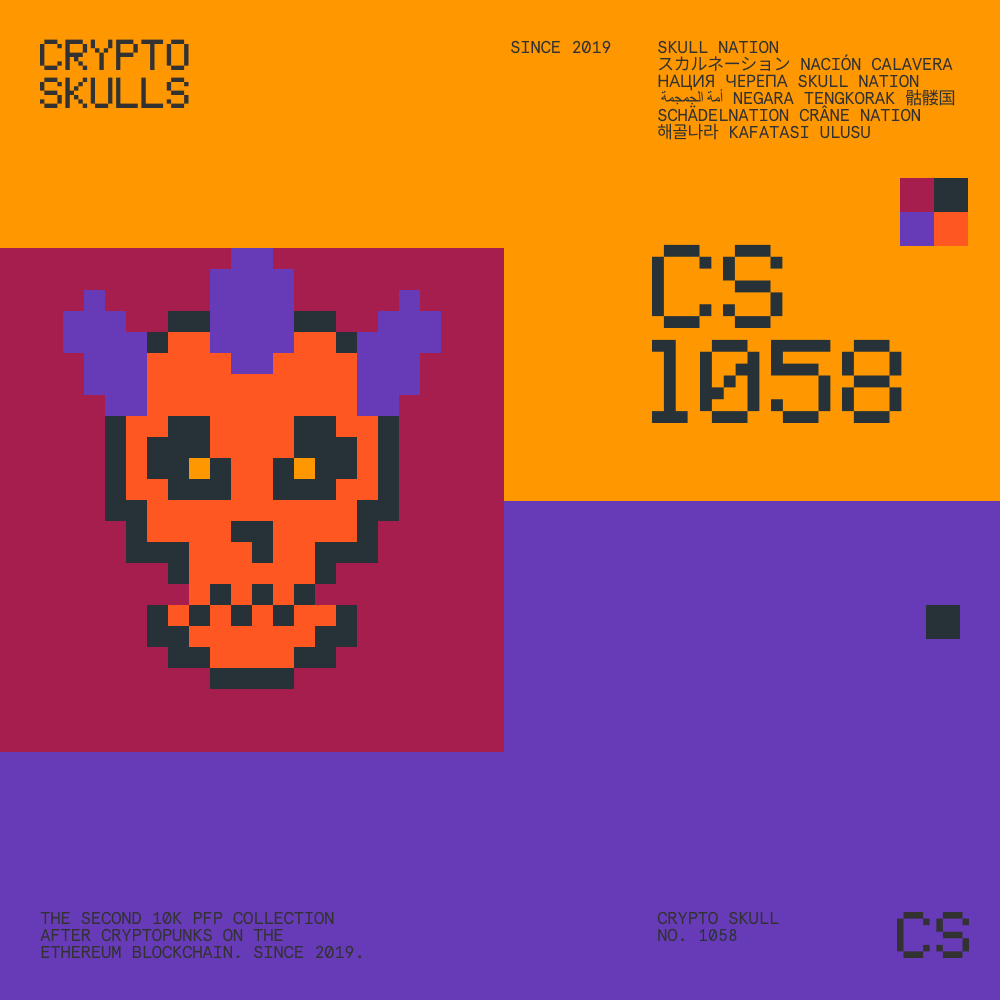 CRYPTO
SKULLS
SINCE 2019
SKULL NATION
スカルネーション NACIÓN CALAVERA
НАЦИЯ ЧЕРЕПА SKULL NATION
أمة الجمجمة NEGARA TENGKORAK 骷髅国
SCHÄDELNATION CRÂNE NATION
해골나라 KAFATASI ULUSU
CS
1058
THE SECOND 10K PFP COLLECTION
AFTER CRYPTOPUNKS ON THE
ETHEREUM BLOCKCHAIN. SINCE 2019.
CRYPTO SKULL
NO. 1058
CS